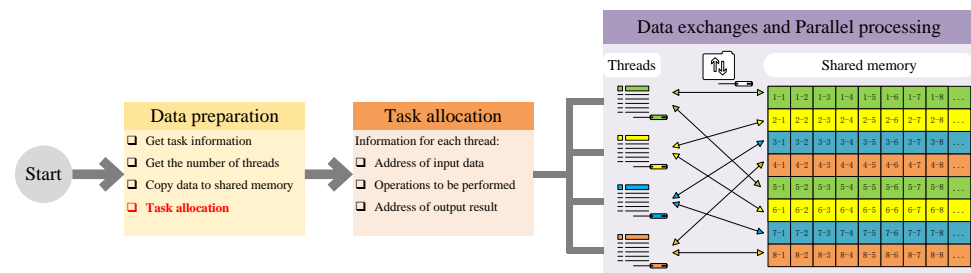 Start
Data preparation
Get task information
Get the number of threads
Copy data to shared memory
Task allocation
Task allocation
Information for each thread:
Address of input data
Operations to be performed
Address of output result
Data exchanges and Parallel processing
Threads
Shared memory
1-1 1-2 1-3 1-4 1-5 1-6 1-7 1-8 ...
2-1 2-2 2-3 2-4 2-5 2-6 2-7 2-8 ...
3-1 3-2 3-3 3-4 3-5 3-6 3-7 3-8 ...
4-1 4-2 4-3 4-4 4-5 4-6 4-7 4-8 ...
5-1 5-2 5-3 5-4 5-5 5-6 5-7 5-8 ...
6-1 6-2 6-3 6-4 6-5 6-6 6-7 6-8 ...
7-1 7-2 7-3 7-4 7-5 7-6 7-7 7-8 ...
8-1 8-2 8-3 8-4 8-5 8-6 8-7 8-8 ...